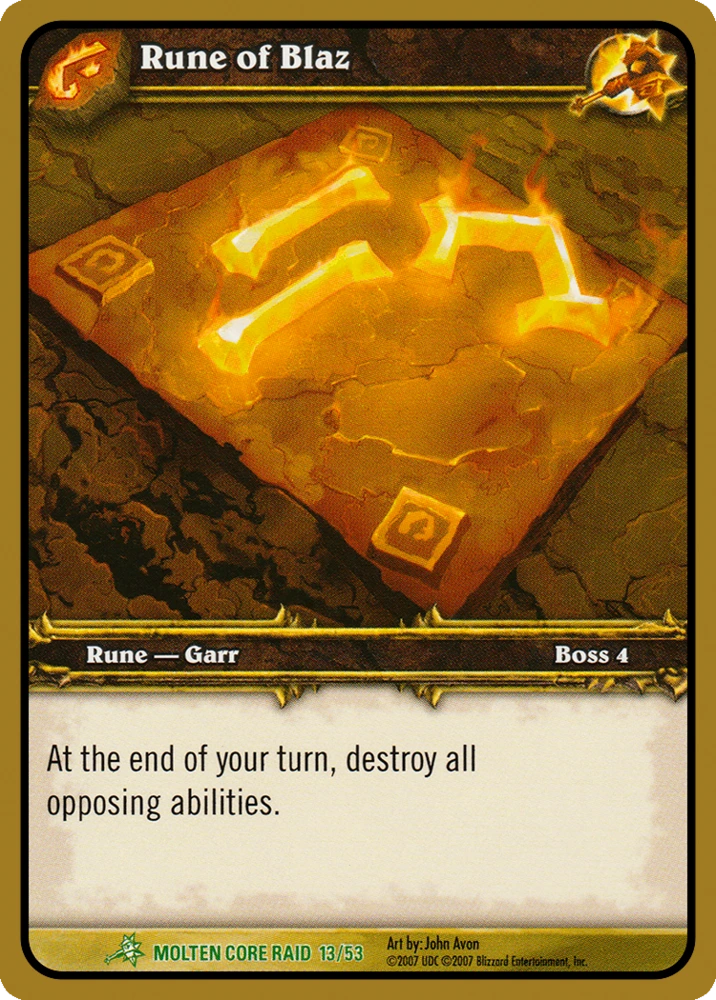 Rune of Blaz
Rune — Garr
Boss 4
At the end of your turn, destroy all
opposing abilities.
MOLTEN CORE RAID 13/53
Art by: John Avon
©2007 UDC ©2007 Blizzard Entertainment, Inc.